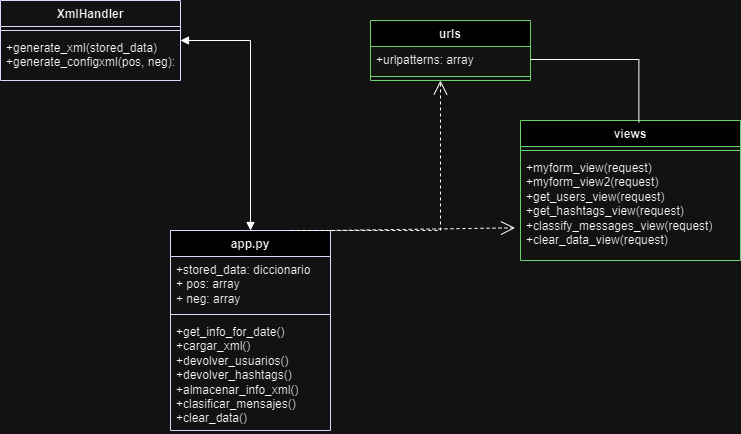 XmlHandler
+generate_xml(stored_data)
+generate_configxml(pos, neg):
urls
+urlpatterns: array
views
+myform_view(request)
+myform_view2(request)
+get_users_view(request)
+get_hashtags_view(request)
+classify_messages_view(request)
+clear_data_view(request)
app.py
+stored_data: diccionario
+ pos: array
+ neg: array
+get_info_for_date()
+cargar_xml()
+devolver_usuarios()
+devolver_hashtags()
+almacenar_info_xml()
+clasificar_mensajes()
+clear_data()